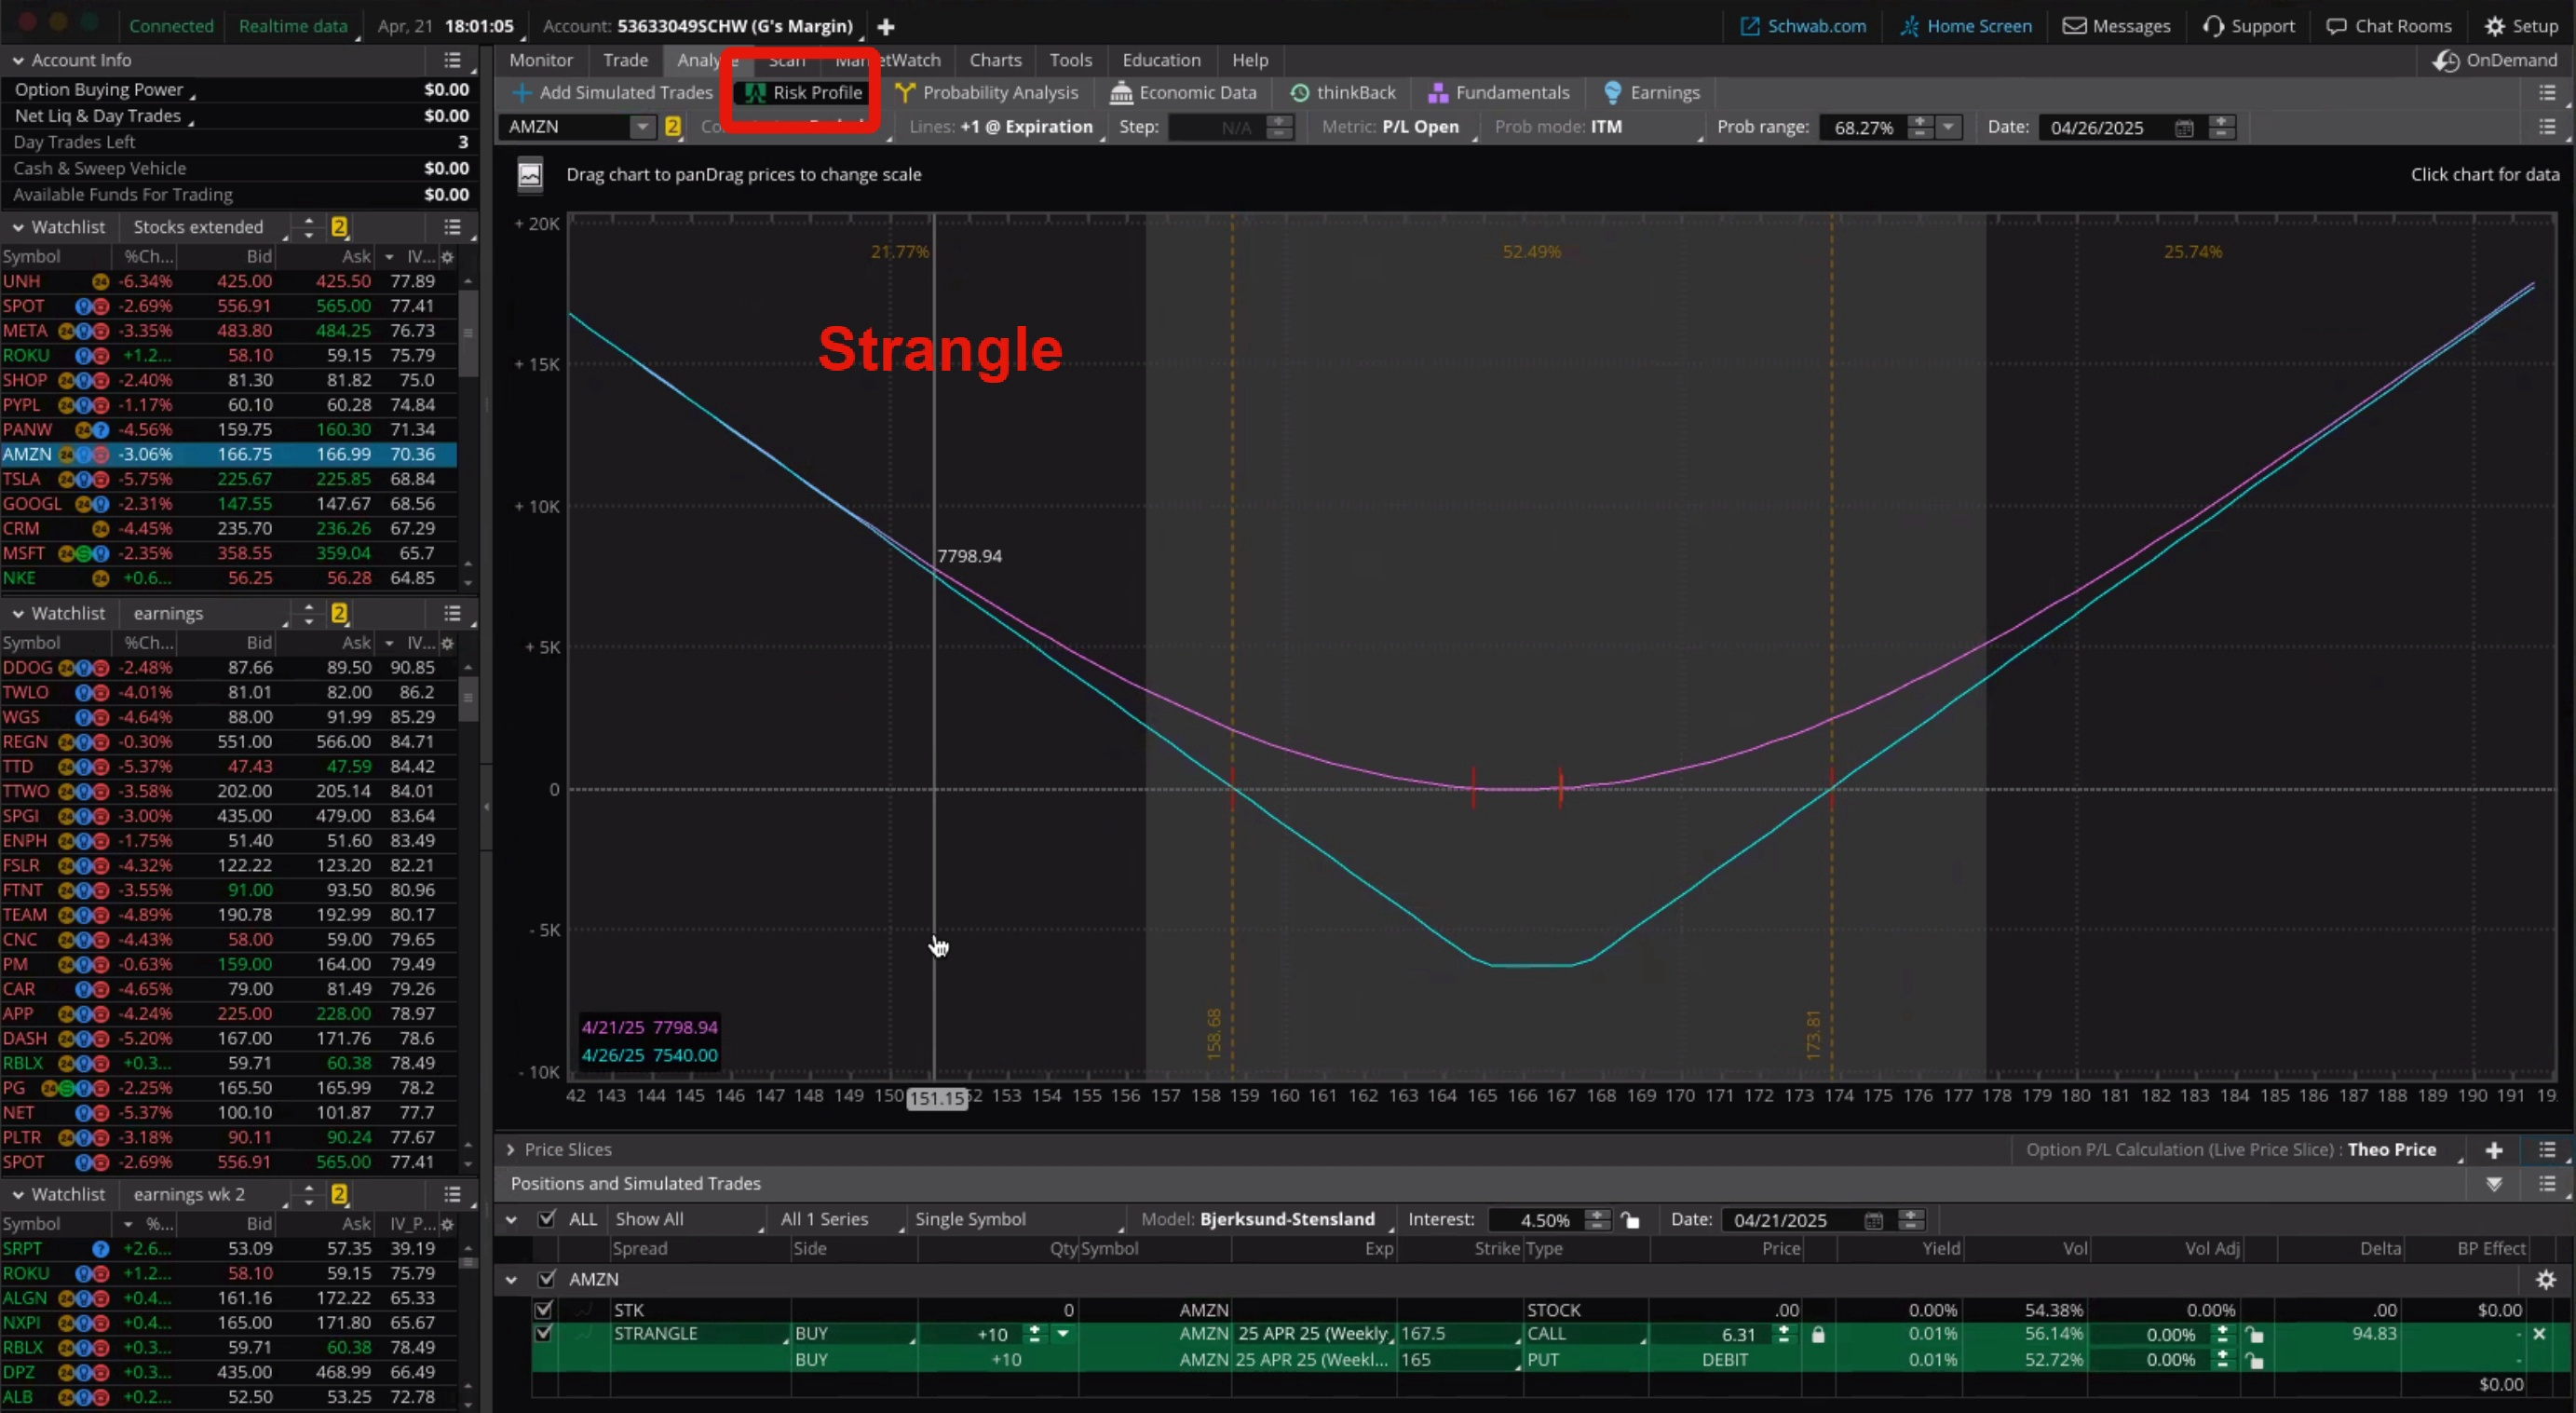 Connected Realtime data Apr, 21 18:01:05 Account: 53633049SCHW (G's Margin) Schwab.com Home Screen Messages Support Chat Rooms Setup
Account Info
Option Buying Power $0.00
Net Liq & Day Trades $0.00
Day Trades Left 3
Cash & Sweep Vehicle $0.00
Available Funds For Trading $0.00
Watchlist Stocks extended 2
Symbol %Ch... Bid Ask IV...
UNH 24 -6.34% 425.00 425.50 77.89
SPOT -2.69% 556.91 565.00 77.41
META 24 -3.35% 483.80 484.25 76.73
ROKU +1.2... 58.10 59.15 75.79
SHOP 24 -2.40% 81.30 81.82 75.0
PYPL 24 -1.17% 60.10 60.28 74.84
PANW 24 ? -4.56% 159.75 160.30 71.34
AMZN 24 -3.06% 166.75 166.99 70.36
TSLA 24 -5.75% 225.67 225.85 68.84
GOOGL 24 -2.31% 147.55 147.67 68.56
CRM 24 -4.45% 235.70 236.26 67.29
MSFT 24 S -2.35% 358.55 359.04 65.7
NKE 24 +0.6... 56.25 56.28 64.85
Watchlist earnings 2
Symbol %Ch... Bid Ask IV...
DDOG 24 -2.48% 87.66 89.50 90.85
TWLO -4.01% 81.01 82.00 86.2
WGS -4.64% 88.00 91.99 85.29
REGN 24 -0.30% 551.00 566.00 84.71
TTD 24 -5.37% 47.43 47.59 84.42
TTWO 24 -3.58% 202.00 205.14 84.01
SPGI 24 -3.00% 435.00 479.00 83.64
ENPH 24 -1.75% 51.40 51.60 83.49
FSLR 24 -4.32% 122.22 123.20 82.21
FTNT 24 -3.55% 91.00 93.50 80.96
TEAM 24 -4.89% 190.78 192.99 80.17
CNC 24 -4.43% 58.00 59.00 79.65
PM 24 -0.63% 159.00 164.00 79.49
CAR -4.65% 79.00 81.49 79.26
APP 24 -4.24% 225.00 228.00 78.97
DASH 24 -5.20% 167.00 171.76 78.6
RBLX 24 +0.3... 59.71 60.38 78.49
PG 24 S -2.25% 165.50 165.99 78.2
NET -5.37% 100.10 101.87 77.7
PLTR 24 -3.18% 90.11 90.24 77.67
SPOT -2.69% 556.91 565.00 77.41
Watchlist earnings wk 2 2
Symbol %... Bid Ask IV_P...
SRPT ? +2.6... 53.09 57.35 39.19
ROKU +1.2... 58.10 59.15 75.79
ALGN 24 +0.4... 161.16 172.22 65.33
NXPI 24 +0.4... 165.00 171.80 65.67
RBLX 24 +0.3... 59.71 60.38 78.49
DPZ 24 +0.3... 435.00 468.99 66.49
ALB 24 +0.2... 52.50 53.25 72.78
Monitor Trade Analyze Scan MarketWatch Charts Tools Education Help OnDemand
Add Simulated Trades Risk Profile Probability Analysis Economic Data thinkBack Fundamentals Earnings
AMZN 2 Lines: +1 @ Expiration Step: N/A Metric: P/L Open Prob mode: ITM Prob range: 68.27% Date: 04/26/2025
Drag chart to panDrag prices to change scale Click chart for data
+ 20K
21.77% 52.49% 25.74%
Strangle
+ 15K
+ 10K
7798.94
+ 5K
0
- 5K
158.68 173.81
4/21/25 7798.94
4/26/25 7540.00
- 10K
42 143 144 145 146 147 148 149 150 151.15 52 153 154 155 156 157 158 159 160 161 162 163 164 165 166 167 168 169 170 171 172 173 174 175 176 177 178 179 180 181 182 183 184 185 186 187 188 189 190 191 19
Price Slices Option P/L Calculation (Live Price Slice) : Theo Price
Positions and Simulated Trades
ALL Show All All 1 Series Single Symbol Model: Bjerksund-Stensland Interest: 4.50% Date: 04/21/2025
Spread Side Qty Symbol Exp Strike Type Price Yield Vol Vol Adj Delta BP Effect
AMZN
STK 0 AMZN STOCK .00 0.00% 54.38% 0.00% .00 $0.00
STRANGLE BUY +10 AMZN 25 APR 25 (Weekly 167.5 CALL 6.31 0.01% 56.14% 0.00% 94.83 -
BUY +10 AMZN 25 APR 25 (Weekl... 165 PUT DEBIT 0.01% 52.72% 0.00% -
$0.00